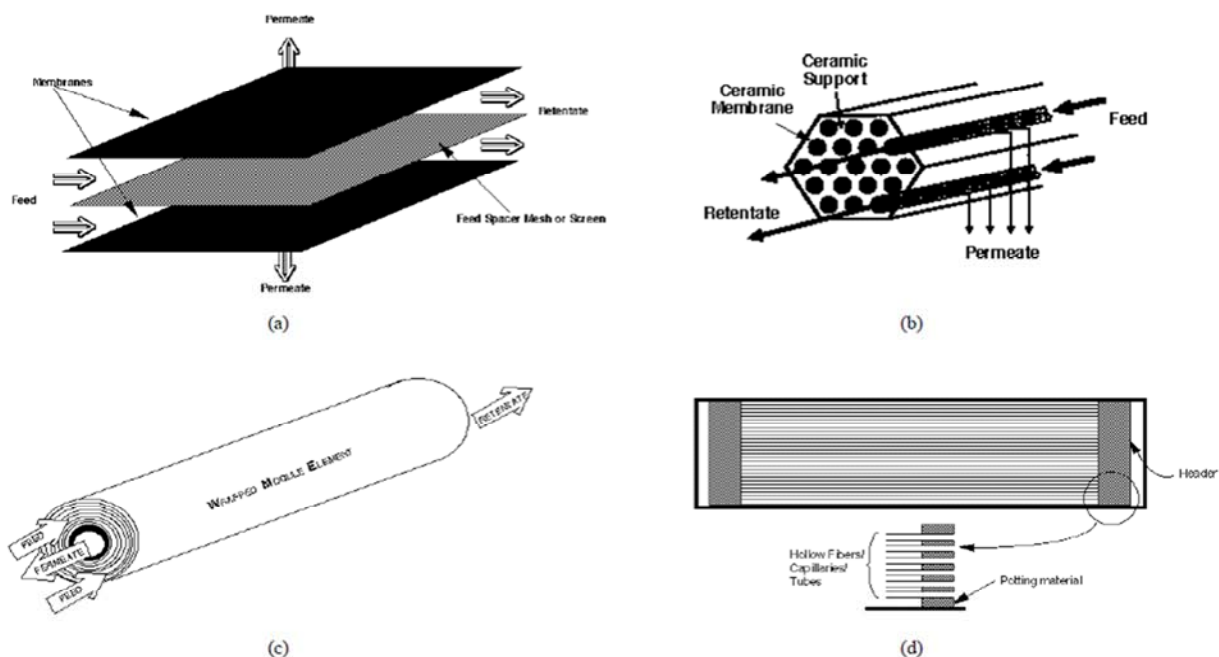 Permeate
Membranes
Retentate
Feed
Feed Spacer Mesh or Screen
Permeate
(a)
Ceramic
Support
Ceramic
Membrane
Feed
Retentate
Permeate
(b)
RETENEATE
WRAPPED MODULE ELEMENT
FEED
PERMEATE
FEED
(c)
Header
Hollow Fibers/
Capillaries/
Tubes
Potting material
(d)